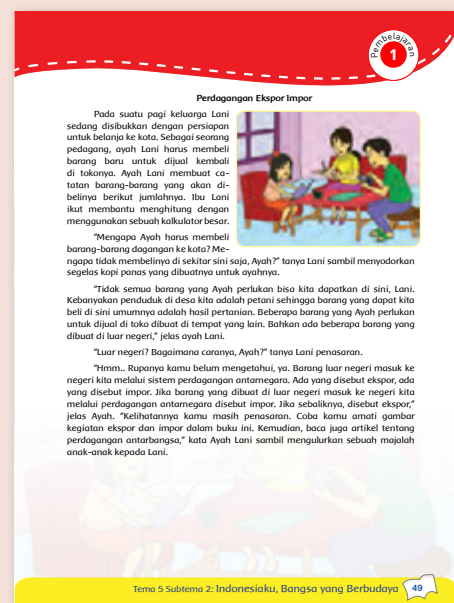 Pembelajaran
1
Perdagangan Ekspor Impor
Pada suatu pagi keluarga Lani
sedang disibukkan dengan persiapan
untuk belanja ke kota. Sebagai seorang
pedagang, ayah Lani harus membeli
barang baru untuk dijual kembali
di tokonya. Ayah Lani membuat ca-
tatan barang-barang yang akan di-
belinya berikut jumlahnya. Ibu Lani
ikut membantu menghitung dengan
menggunakan sebuah kalkulator besar.
“Mengapa Ayah harus membeli
barang-barang dagangan ke kota? Me-
ngapa tidak membelinya di sekitar sini saja, Ayah?” tanya Lani sambil menyodorkan
segelas kopi panas yang dibuatnya untuk ayahnya.
“Tidak semua barang yang Ayah perlukan bisa kita dapatkan di sini, Lani.
Kebanyakan penduduk di desa kita adalah petani sehingga barang yang dapat kita
beli di sini umumnya adalah hasil pertanian. Beberapa barang yang Ayah perlukan
untuk dijual di toko dibuat di tempat yang lain. Bahkan ada beberapa barang yang
dibuat di luar negeri,” jelas ayah Lani.
“Luar negeri? Bagaimana caranya, Ayah?” tanya Lani penasaran.
“Hmm.. Rupanya kamu belum mengetahui, ya. Barang luar negeri masuk ke
negeri kita melalui sistem perdagangan antarnegara. Ada yang disebut ekspor, ada
yang disebut impor. Jika barang yang dibuat di luar negeri masuk ke negeri kita
melalui perdagangan antarnegara disebut impor. Jika sebaliknya, disebut ekspor,”
jelas Ayah. “Kelihatannya kamu masih penasaran. Coba kamu amati gambar
kegiatan ekspor dan impor dalam buku ini. Kemudian, baca juga artikel tentang
perdagangan antarbangsa,” kata Ayah Lani sambil mengulurkan sebuah majalah
anak-anak kepada Lani.
Tema 5 Subtema 2: Indonesiaku, Bangsa yang Berbudaya
49